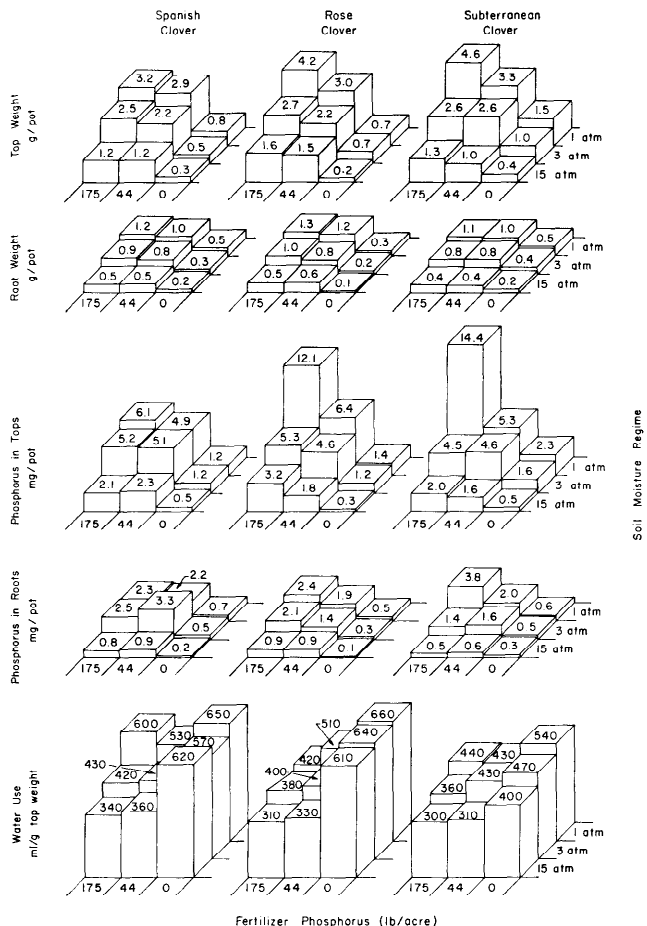 Spanish Clover
Rose Clover
Subterranean Clover
Top Weight
g / pot
3.2 2.9 0.8
2.5 2.2 0.5
1.2 1.2 0.3
175 44 0
4.2 3.0 0.7
2.7 2.2 0.7
1.6 1.5 0.2
175 44 0
4.6 3.3 1.5
2.6 2.6 1.0
1.3 1.0 0.4
175 44 0
1 atm
3 atm
15 atm
Root Weight
g / pot
1.2 1.0 0.5
0.9 0.8 0.3
0.5 0.5 0.2
175 44 0
1.3 1.2 0.3
1.0 0.8 0.2
0.5 0.6 0.1
175 44 0
1.1 1.0 0.5
0.8 0.8 0.4
0.4 0.4 0.2
175 44 0
1 atm
3 atm
15 atm
Phosphorus in Tops
mg / pot
6.1 4.9 1.2
5.2 5.1 1.2
2.1 2.3 0.5
175 44 0
12.1 6.4 1.4
5.3 4.6 1.2
3.2 1.8 0.3
175 44 0
14.4 5.3 2.3
4.5 4.6 1.6
2.0 1.6 0.5
175 44 0
1 atm
3 atm
15 atm
Soil Moisture Regime
Phosphorus in Roots
mg / pot
2.3 2.2 0.7
2.5 3.3 0.5
0.8 0.9 0.2
175 44 0
2.4 1.9 0.5
2.1 1.4 0.3
0.9 0.9 0.1
175 44 0
3.8 2.0 0.6
1.4 1.6 0.5
0.5 0.6 0.3
175 44 0
1 atm
3 atm
15 atm
Water Use
ml/g top weight
600 530 650
420 430 570
340 360 620
175 44 0
420 510 660
380 400 640
310 330 610
175 44 0
440 430 540
360 430 470
300 310 400
175 44 0
1 atm
3 atm
15 atm
Fertilizer Phosphorus (lb/acre)